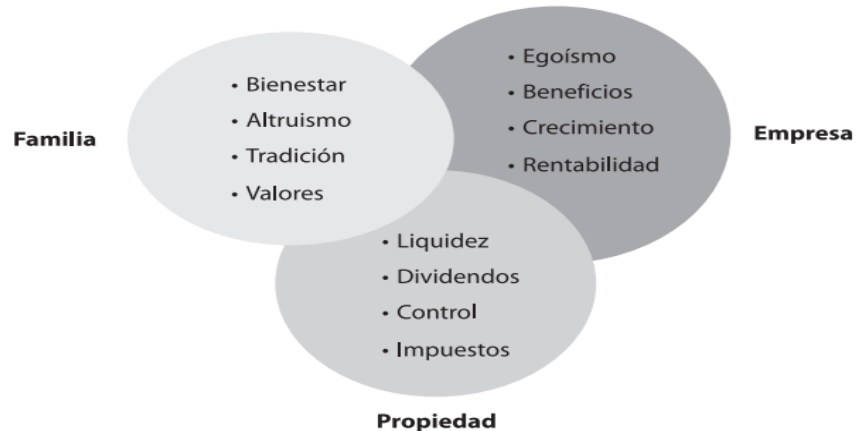 Familia
• Bienestar
• Altruismo
• Tradición
• Valores
• Egoísmo
• Beneficios
• Crecimiento
• Rentabilidad
Empresa
• Liquidez
• Dividendos
• Control
• Impuestos
Propiedad